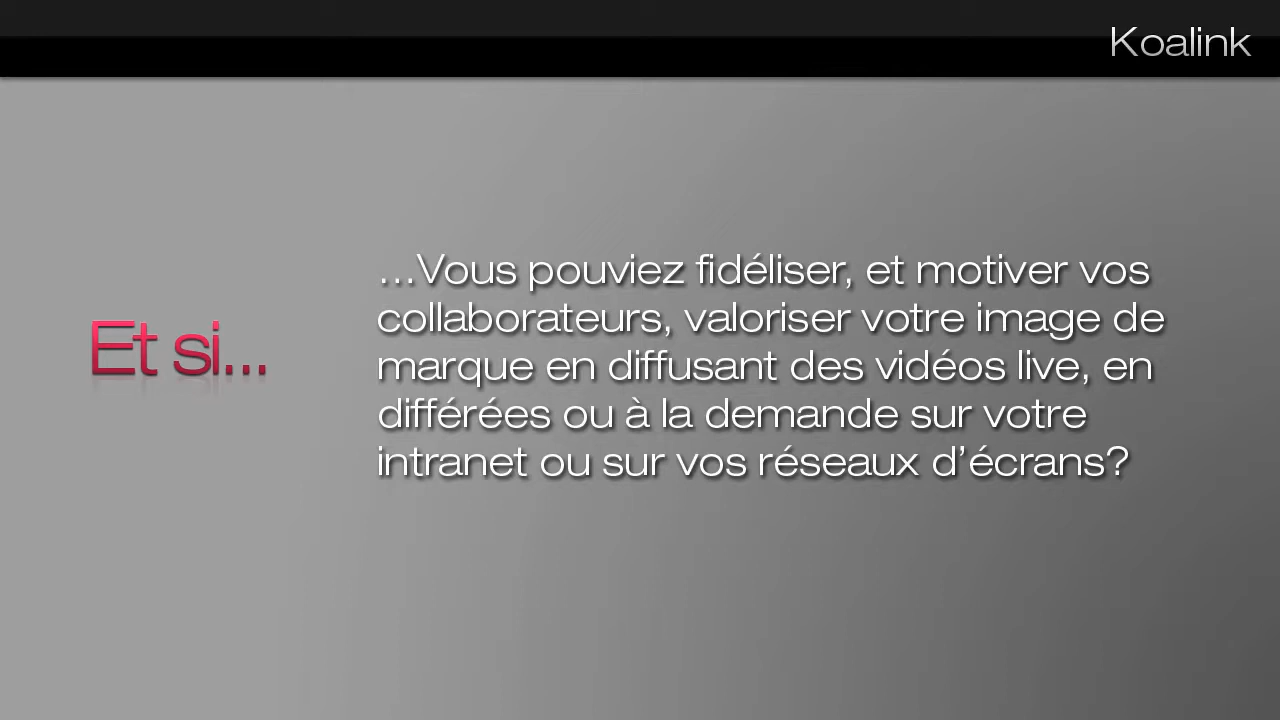 Koalink
Et si...
...Vous pouviez fidéliser, et motiver vos
collaborateurs, valoriser votre image de
marque en diffusant des vidéos live, en
différées ou à la demande sur votre
intranet ou sur vos réseaux d’écrans?